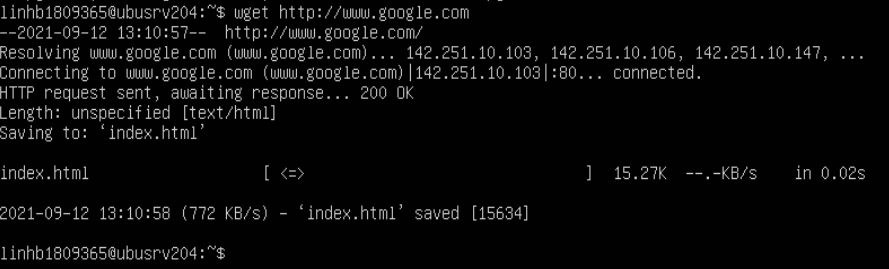 linhb1809365@ubusrv204:~$ wget http://www.google.com
--2021-09-12 13:10:57--  http://www.google.com/
Resolving www.google.com (www.google.com)... 142.251.10.103, 142.251.10.106, 142.251.10.147, ...
Connecting to www.google.com (www.google.com)|142.251.10.103|:80... connected.
HTTP request sent, awaiting response... 200 OK
Length: unspecified [text/html]
Saving to: ‘index.html’
index.html [ <=> ] 15.27K --.-KB/s in 0.02s
2021-09-12 13:10:58 (772 KB/s) - ‘index.html’ saved [15634]
linhb1809365@ubusrv204:~$